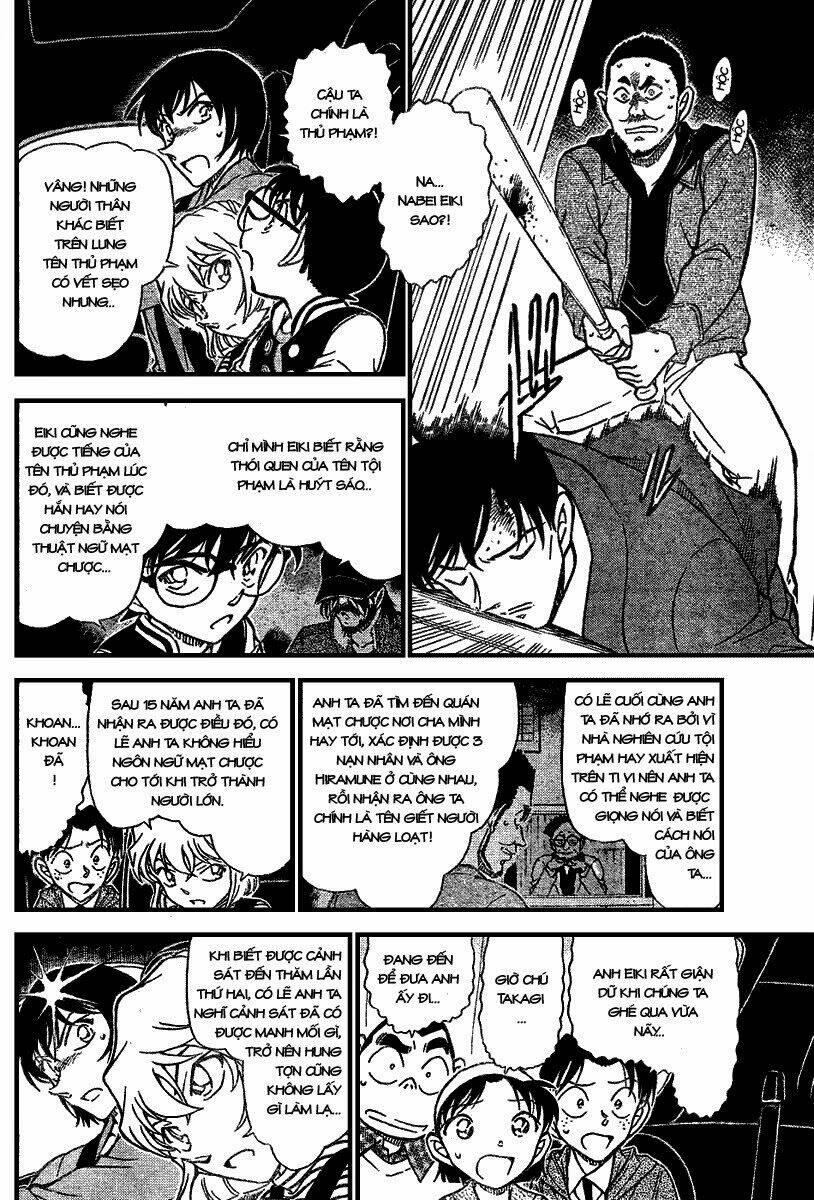 HỘC
HỘC
HỘC
NA...
NABEI EIKI
SAO?!
CẬU TA
CHÍNH LÀ
THỦ PHẠM?!
VÂNG! NHỮNG
NGƯỜI THÂN
KHÁC BIẾT
TRÊN LƯNG
TÊN THỦ PHẠM
CÓ VẾT SẸO
NHƯNG..
CHỈ MÌNH EIKI BIẾT RẰNG
THÓI QUEN CỦA TÊN TỘI
PHẠM LÀ HUÝT SÁO...
EIKI CŨNG NGHE
ĐƯỢC TIẾNG CỦA
TÊN THỦ PHẠM LÚC
ĐÓ, VÀ BIẾT ĐƯỢC
HẮN HAY NÓI
CHUYỆN BẰNG
THUẬT NGỮ MẠT
CHƯỢC...
CÓ LẼ CUỐI CÙNG ANH
TA ĐÃ NHỚ RA BỞI VÌ
NHÀ NGHIÊN CỨU TỘI
PHẠM HAY XUẤT HIỆN
TRÊN TI VI NÊN ANH TA
CÓ THỂ NGHE ĐƯỢC
GIỌNG NÓI VÀ BIẾT
CÁCH NÓI
CỦA ÔNG
TA...
ANH TA ĐÃ TÌM ĐẾN QUÁN
MẠT CHƯỢC NƠI CHA MÌNH
HAY TỚI, XÁC ĐỊNH ĐƯỢC 3
NẠN NHÂN VÀ ÔNG
HIRAMUNE Ở CÙNG NHAU,
RỒI NHẬN RA ÔNG TA
CHÍNH LÀ TÊN GIẾT NGƯỜI
HÀNG LOẠT!
SAU 15 NĂM ANH TA ĐÃ
NHẬN RA ĐƯỢC ĐIỀU ĐÓ, CÓ
LẼ ANH TA KHÔNG HIỂU
NGÔN NGỮ MẠT CHƯỢC
CHO TỚI KHI TRỞ THÀNH
NGƯỜI LỚN.
KHOAN...
KHOAN
ĐÃ
!
ANH EIKI RẤT GIẬN
DỮ KHI CHÚNG TA
GHÉ QUA VỪA
NÃY...
GIỜ CHÚ
TAKAGI
...
ĐANG ĐẾN
ĐỂ ĐƯA ANH
ẤY ĐI...
KHI BIẾT ĐƯỢC CẢNH
SÁT ĐẾN THĂM LẦN
THỨ HAI, CÓ LẼ ANH TA
NGHĨ CẢNH SÁT ĐÃ CÓ
ĐƯỢC MANH MỐI GÌ,
TRỞ NÊN HUNG
TỢN CŨNG
KHÔNG LẤY
GÌ LÀM LẠ...